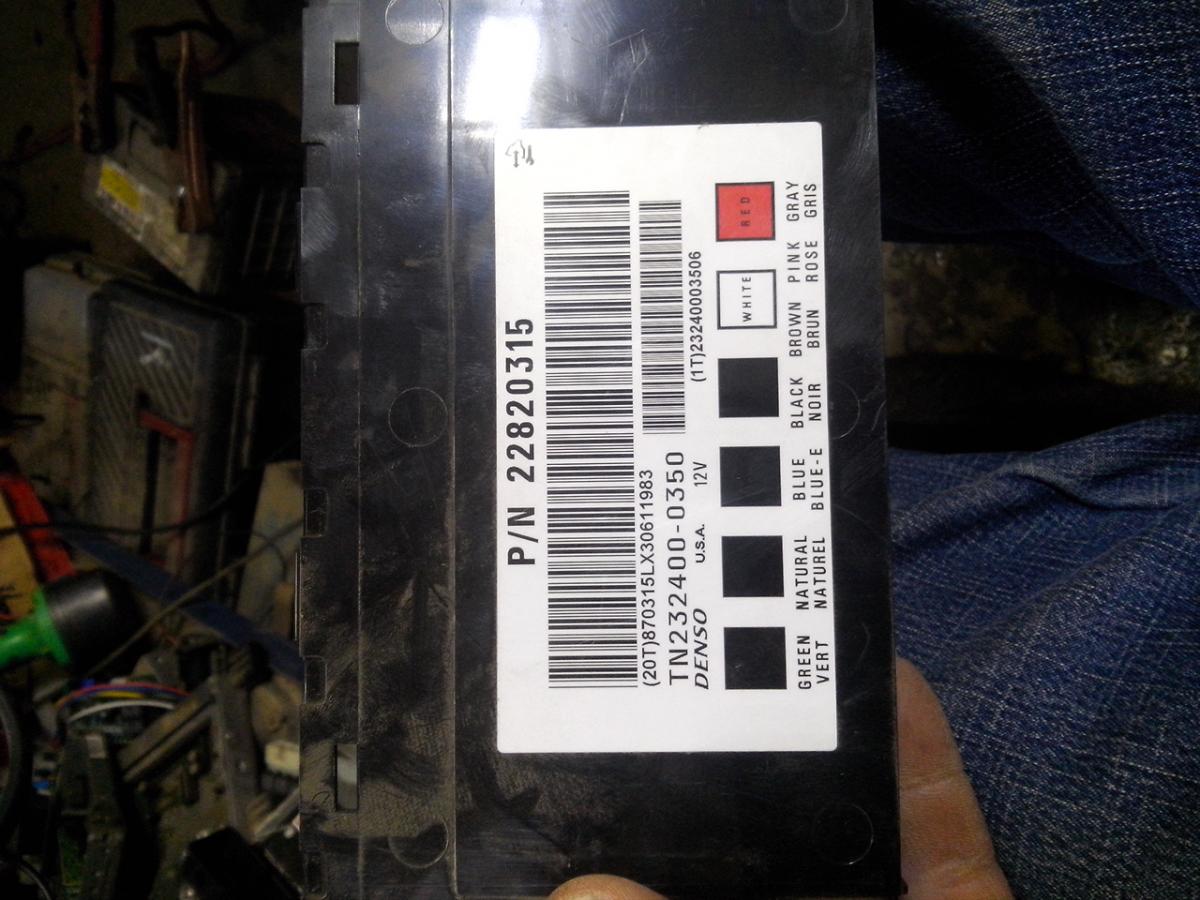 P/N 22820315
(20T)870315LX30611983
TN232400-0350
(1T)23240003506
DENSO U.S.A. 12V
WHITE RED
GREEN NATURAL BLUE BLACK BROWN PINK GRAY
VERT NATUREL BLUE-E NOIR BRUN ROSE GRIS